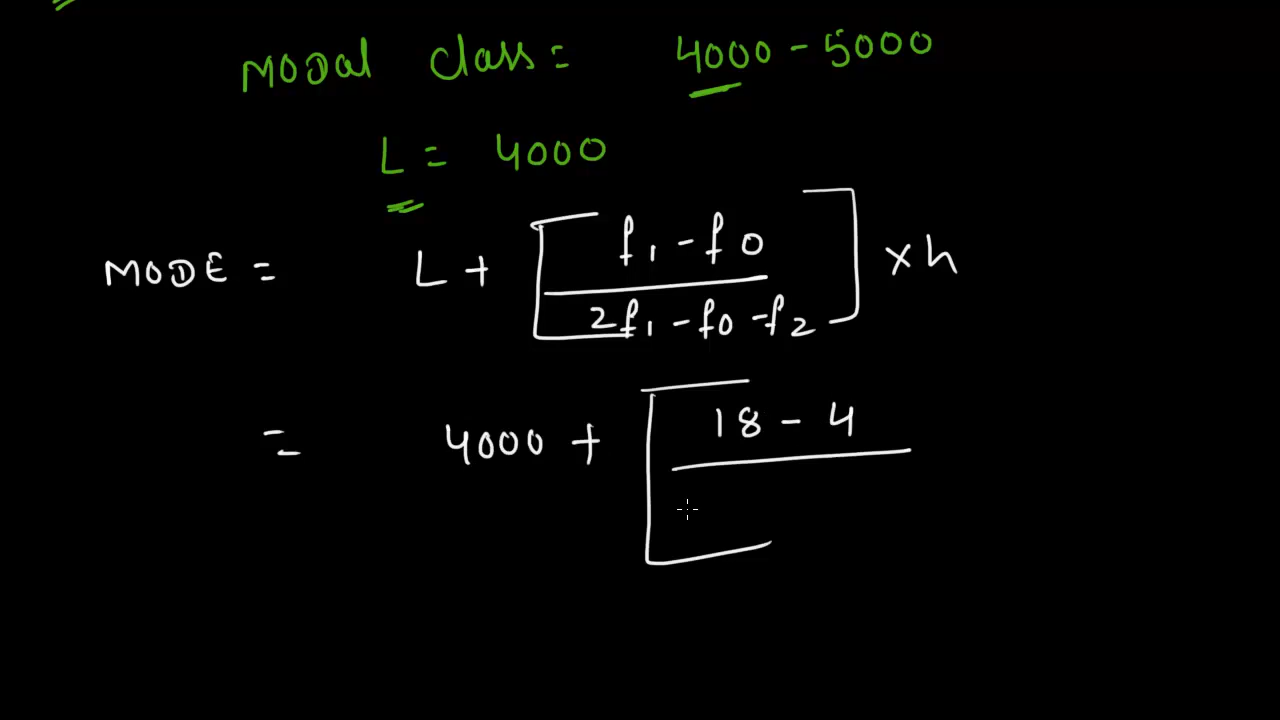 MODal class = 4000 - 5000
L = 4000
MODE = L + [ f1 - f0 / 2f1 - f0 - f2 ] x h
= 4000 + [ 18 - 4